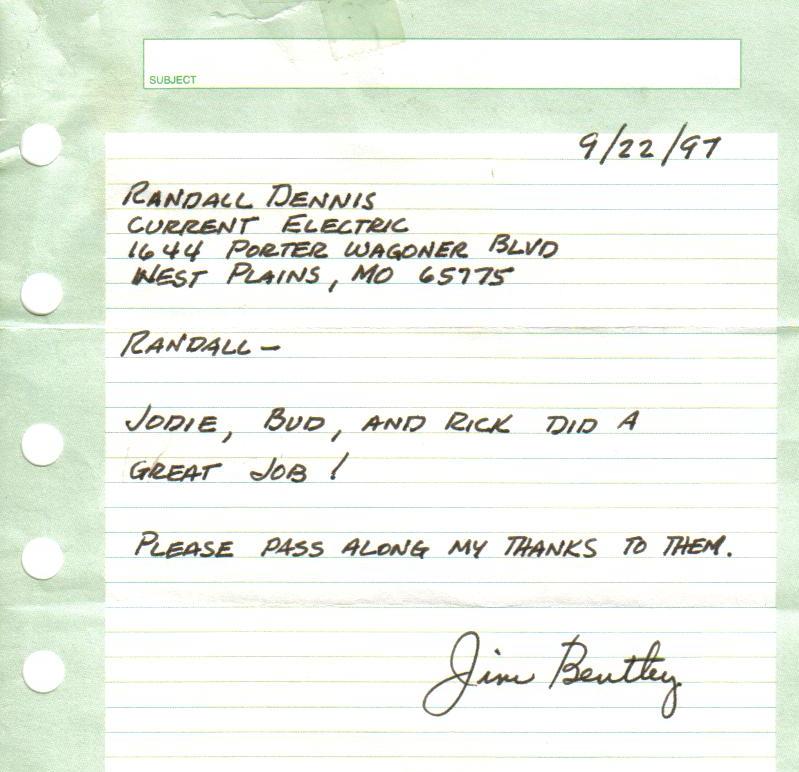 SUBJECT
9/22/97
RANDALL DENNIS
CURRENT ELECTRIC
1644 PORTER WAGONER BLVD
WEST PLAINS, MO 65775
RANDALL —
JODIE, BUD, AND RICK DID A
GREAT JOB!
PLEASE PASS ALONG MY THANKS TO THEM.
Jim Bentley